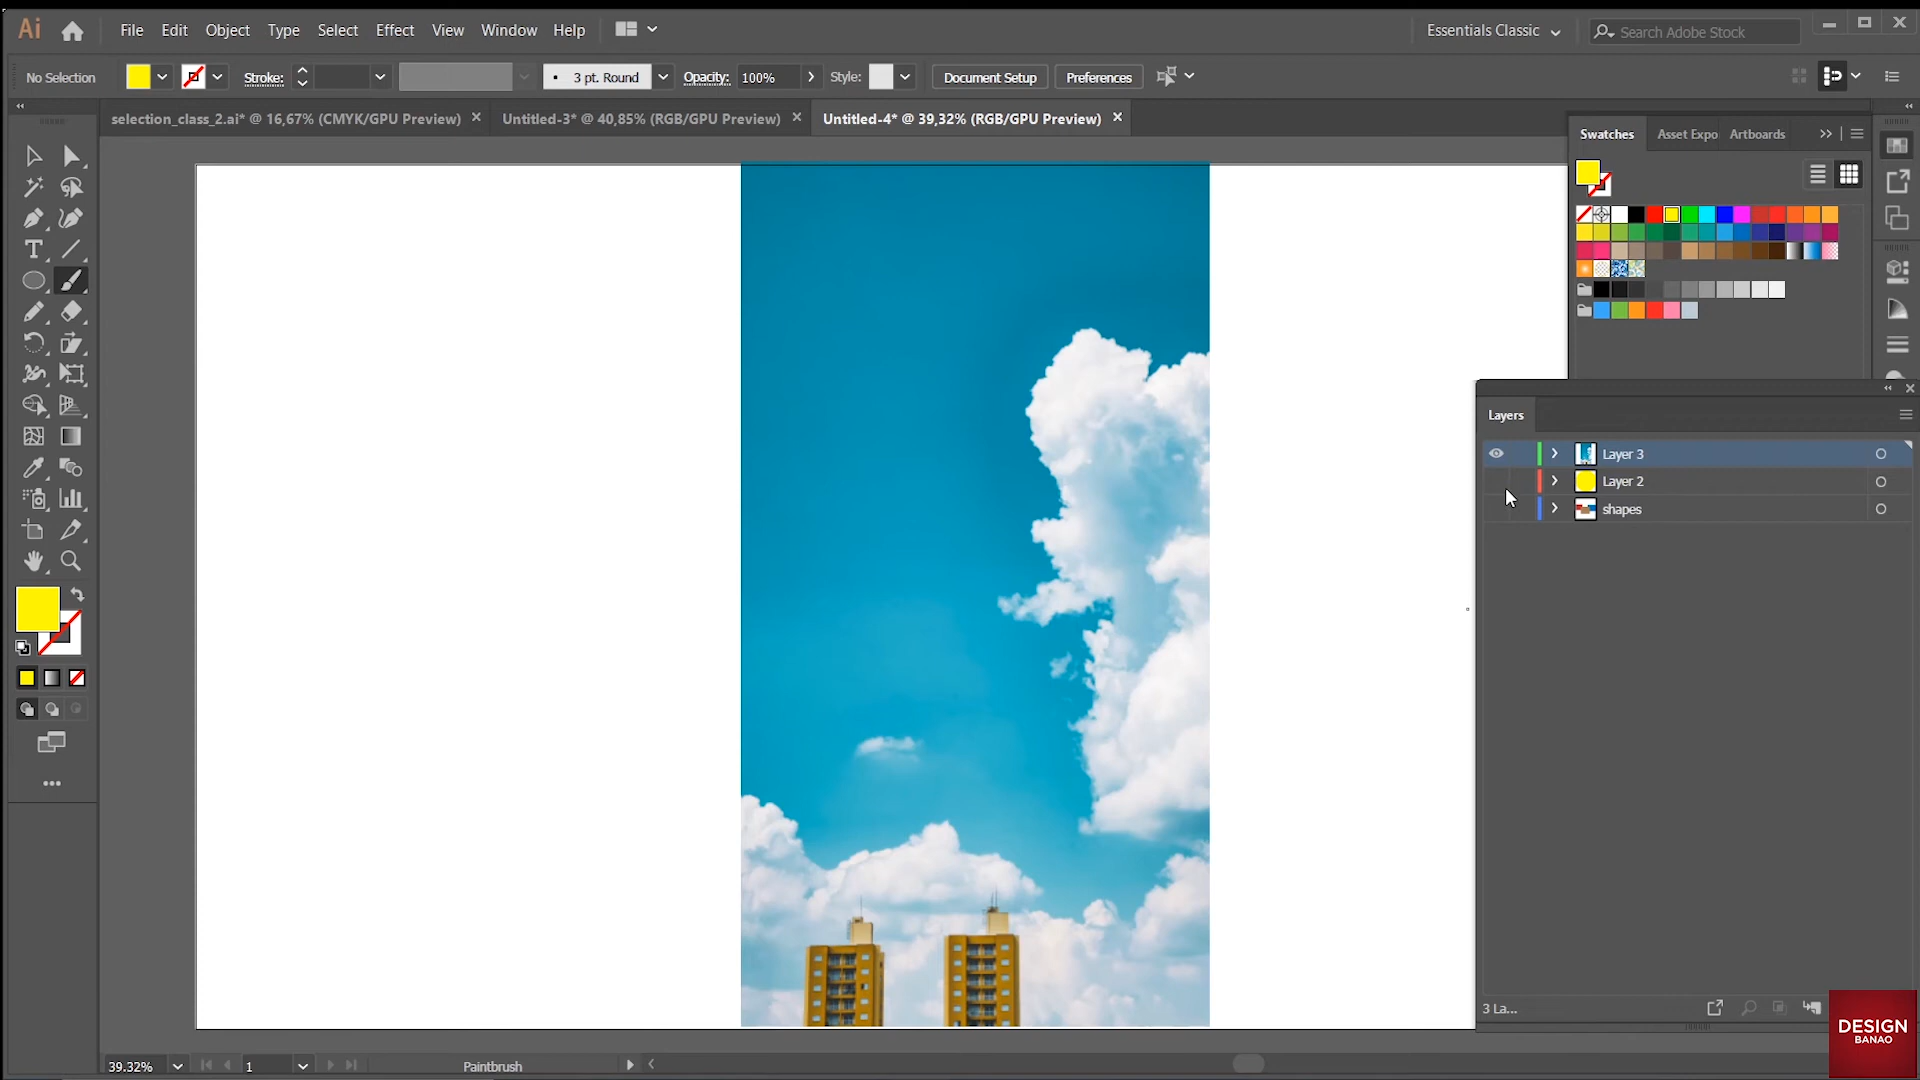 Ai File Edit Object Type Select Effect View Window Help Essentials Classic Search Adobe Stock
No Selection Stroke: 3 pt. Round Opacity: 100% Style: Document Setup Preferences
selection_class_2.ai* @ 16,67% (CMYK/GPU Preview) Untitled-3* @ 40,85% (RGB/GPU Preview) Untitled-4* @ 39,32% (RGB/GPU Preview)
Swatches Asset Expo Artboards
Layers
Layer 3
Layer 2
shapes
3 La...
DESIGN
BANAO
39.32% 1 Paintbrush